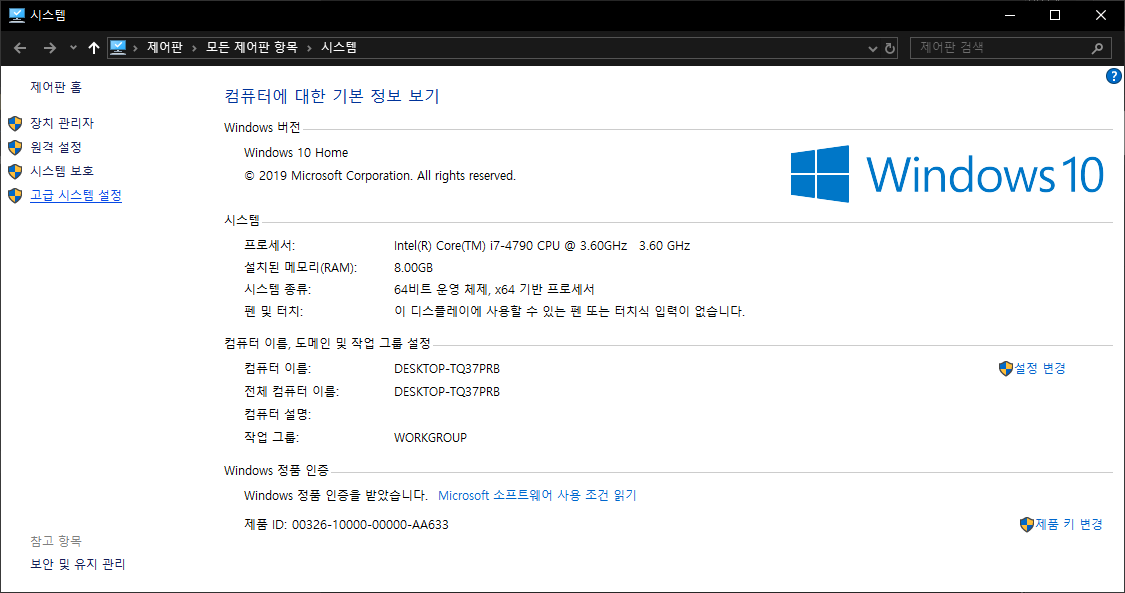 시스템
제어판 › 모든 제어판 항목 › 시스템
제어판 검색
?
제어판 홈
장치 관리자
원격 설정
시스템 보호
고급 시스템 설정
컴퓨터에 대한 기본 정보 보기
Windows 버전
Windows 10 Home
© 2019 Microsoft Corporation. All rights reserved.
Windows 10
시스템
프로세서: Intel(R) Core(TM) i7-4790 CPU @ 3.60GHz 3.60 GHz
설치된 메모리(RAM): 8.00GB
시스템 종류: 64비트 운영 체제, x64 기반 프로세서
펜 및 터치: 이 디스플레이에 사용할 수 있는 펜 또는 터치식 입력이 없습니다.
컴퓨터 이름, 도메인 및 작업 그룹 설정
컴퓨터 이름: DESKTOP-TQ37PRB 설정 변경
전체 컴퓨터 이름: DESKTOP-TQ37PRB
컴퓨터 설명:
작업 그룹: WORKGROUP
Windows 정품 인증
Windows 정품 인증을 받았습니다. Microsoft 소프트웨어 사용 조건 읽기
제품 ID: 00326-10000-00000-AA633 제품 키 변경
참고 항목
보안 및 유지 관리